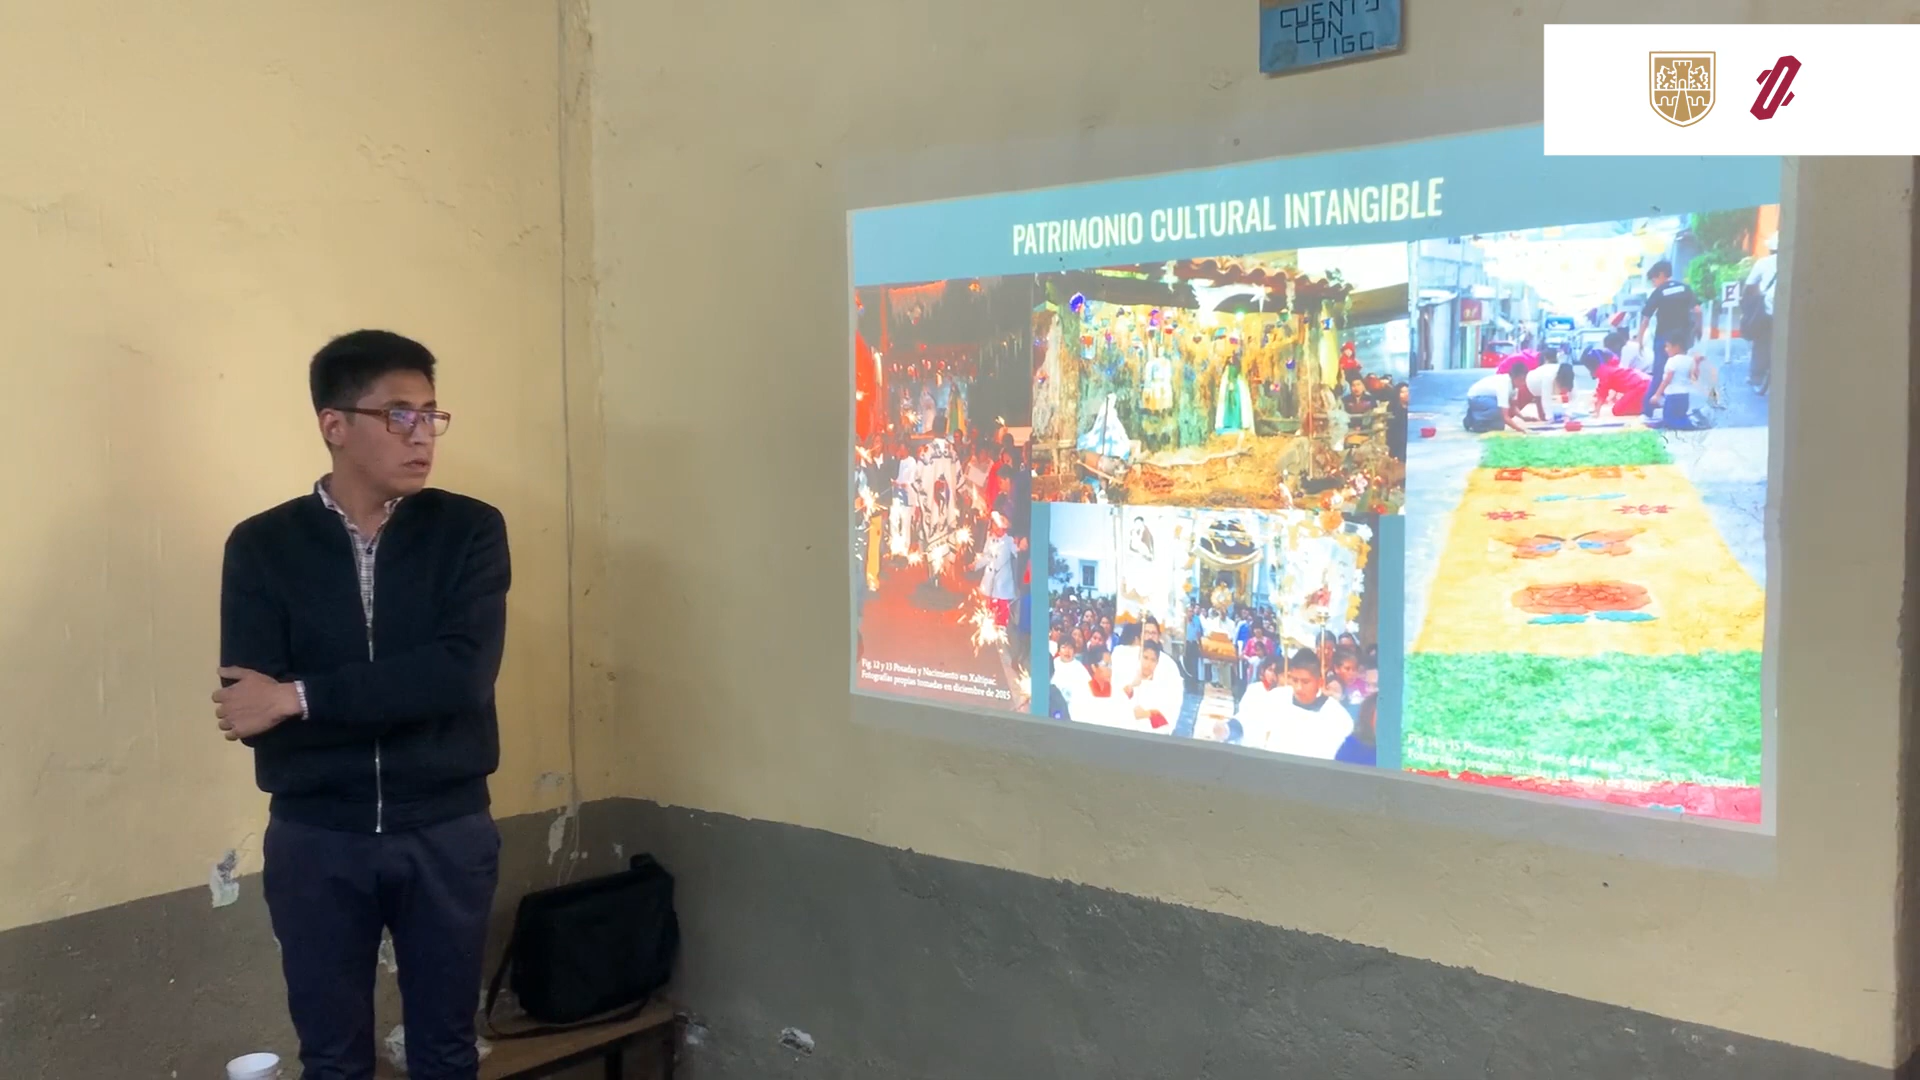 CUENTO
CON
TIGO
PATRIMONIO CULTURAL INTANGIBLE
E
Fig. 12 y 13 Posadas y Nacimiento en Xaltipac.
Fotografías propias tomadas en diciembre de 2015